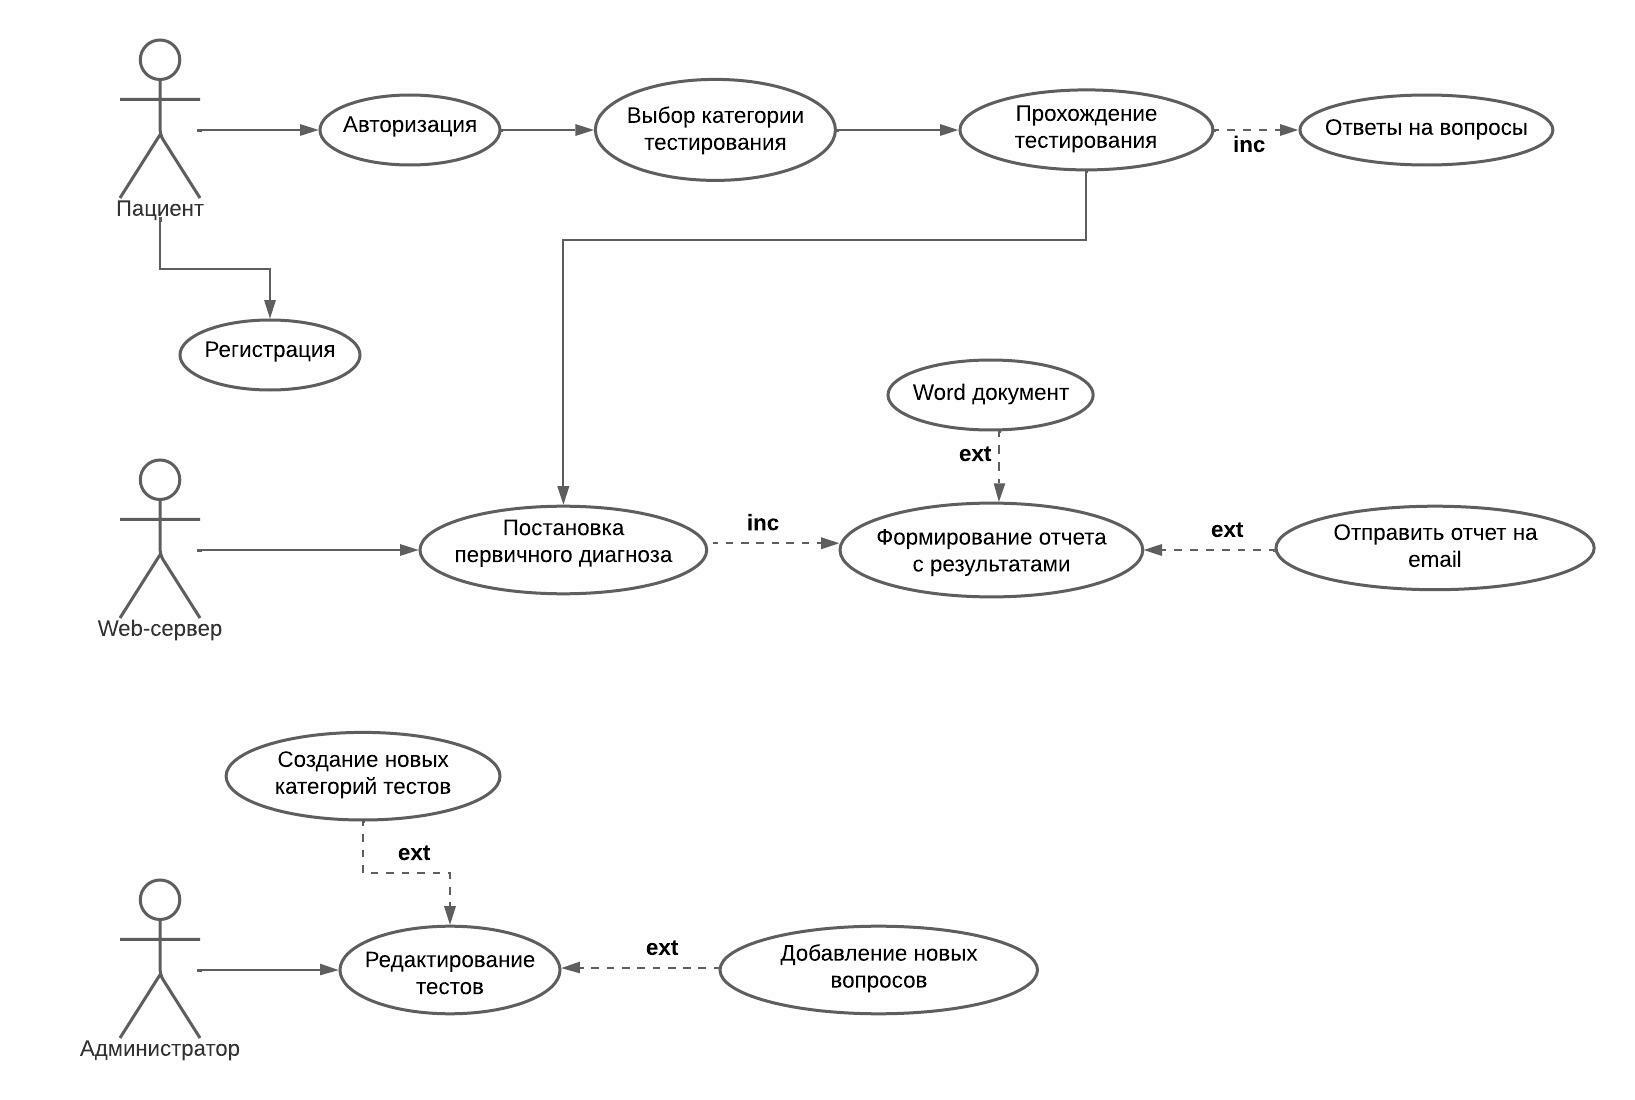 Авторизация
Выбор категории
тестирования
Прохождение
тестирования
inc
Ответы на вопросы
Пациент
Регистрация
Word документ
ext
Web-сервер
Постановка
первичного диагноза
inc
Формирование отчета
с результатами
ext
Отправить отчет на
email
Создание новых
категорий тестов
ext
Администратор
Редактирование
тестов
ext
Добавление новых
вопросов